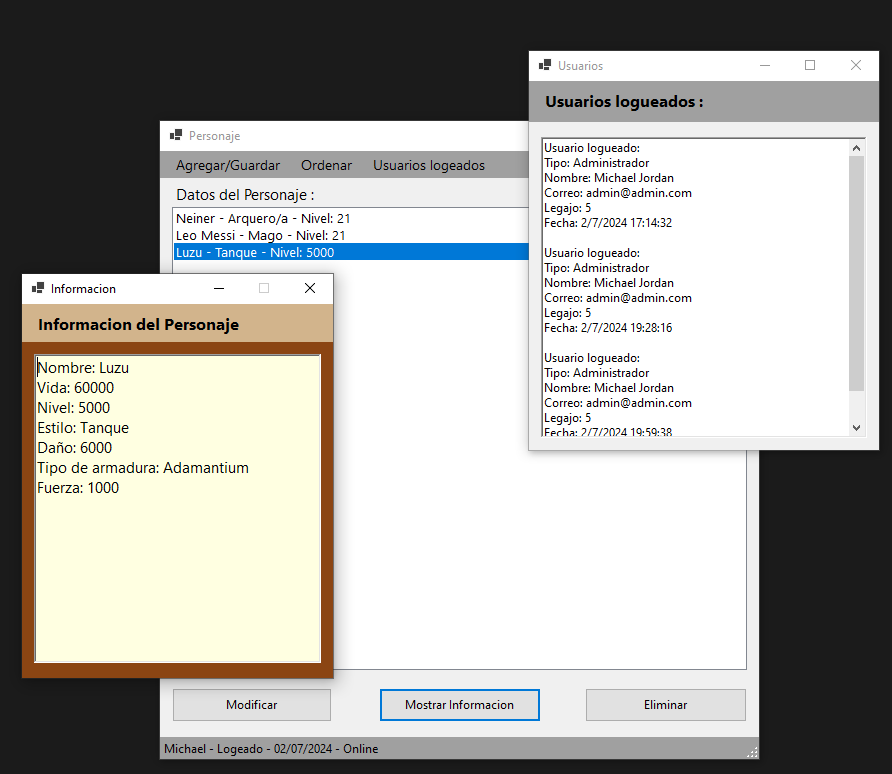 Usuarios
Usuarios logueados :
Usuario logueado:
Tipo: Administrador
Nombre: Michael Jordan
Correo: admin@admin.com
Legajo: 5
Fecha: 2/7/2024 17:14:32
Usuario logueado:
Tipo: Administrador
Nombre: Michael Jordan
Correo: admin@admin.com
Legajo: 5
Fecha: 2/7/2024 19:28:16
Usuario logueado:
Tipo: Administrador
Nombre: Michael Jordan
Correo: admin@admin.com
Legajo: 5
Fecha: 2/7/2024 19:59:38
Personaje
Agregar/Guardar Ordenar Usuarios logeados
Datos del Personaje :
Neiner - Arquero/a - Nivel: 21
Leo Messi - Mago - Nivel: 21
Luzu - Tanque - Nivel: 5000
Informacion
Informacion del Personaje
Nombre: Luzu
Vida: 60000
Nivel: 5000
Estilo: Tanque
Daño: 6000
Tipo de armadura: Adamantium
Fuerza: 1000
Modificar Mostrar Informacion Eliminar
Michael - Logeado - 02/07/2024 - Online